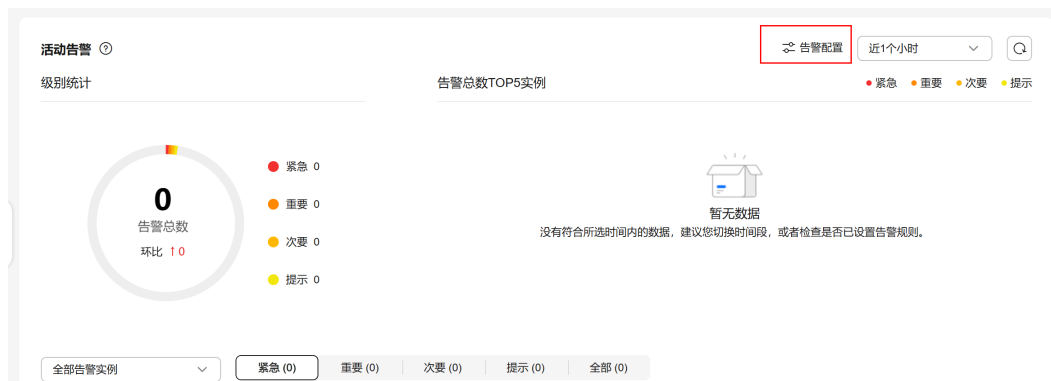 活动告警
告警配置
近1个小时
级别统计
告警总数TOP5实例
紧急 重要 次要 提示
0
告警总数
环比 ↑0
紧急 0
重要 0
次要 0
提示 0
暂无数据
没有符合所选时间内的数据，建议您切换时间段，或者检查是否已设置告警规则。
全部告警实例
紧急 (0) 重要 (0) 次要 (0) 提示 (0) 全部 (0)